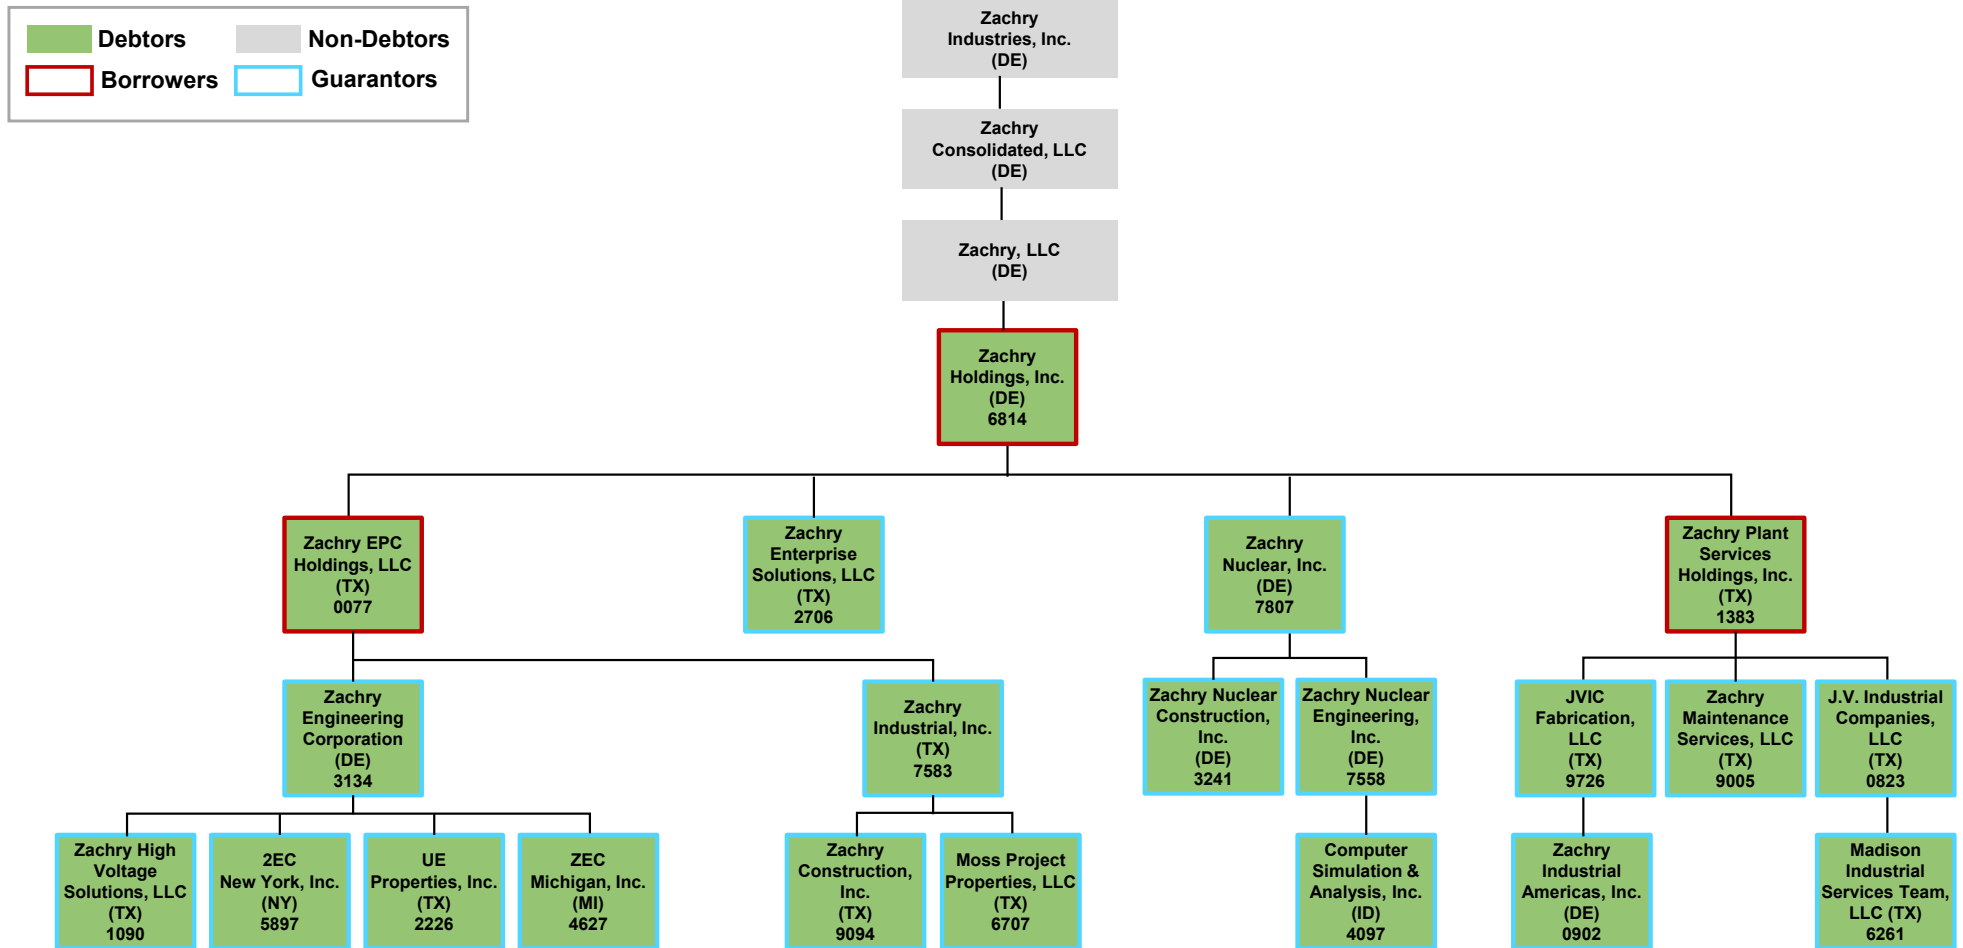 Debtors
Non-Debtors
Borrowers
Guarantors
Zachry
Industries, Inc.
(DE)
Zachry
Consolidated, LLC
(DE)
Zachry, LLC
(DE)
Zachry
Holdings, Inc.
(DE)
6814
Zachry EPC
Holdings, LLC
(TX)
0077
Zachry
Enterprise
Solutions, LLC
(TX)
2706
Zachry
Nuclear, Inc.
(DE)
7807
Zachry Plant
Services
Holdings, Inc.
(TX)
1383
Zachry
Engineering
Corporation
(DE)
3134
Zachry
Industrial, Inc.
(TX)
7583
Zachry Nuclear
Construction,
Inc.
(DE)
3241
Zachry Nuclear
Engineering,
Inc.
(DE)
7558
JVIC
Fabrication,
LLC
(TX)
9726
Zachry
Maintenance
Services, LLC
(TX)
9005
J.V. Industrial
Companies,
LLC
(TX)
0823
Zachry High
Voltage
Solutions, LLC
(TX)
1090
2EC
New York, Inc.
(NY)
5897
UE
Properties, Inc.
(TX)
2226
ZEC
Michigan, Inc.
(MI)
4627
Zachry
Construction,
Inc.
(TX)
9094
Moss Project
Properties, LLC
(TX)
6707
Computer
Simulation &
Analysis, Inc.
(ID)
4097
Zachry
Industrial
Americas, Inc.
(DE)
0902
Madison
Industrial
Services Team,
LLC (TX)
6261